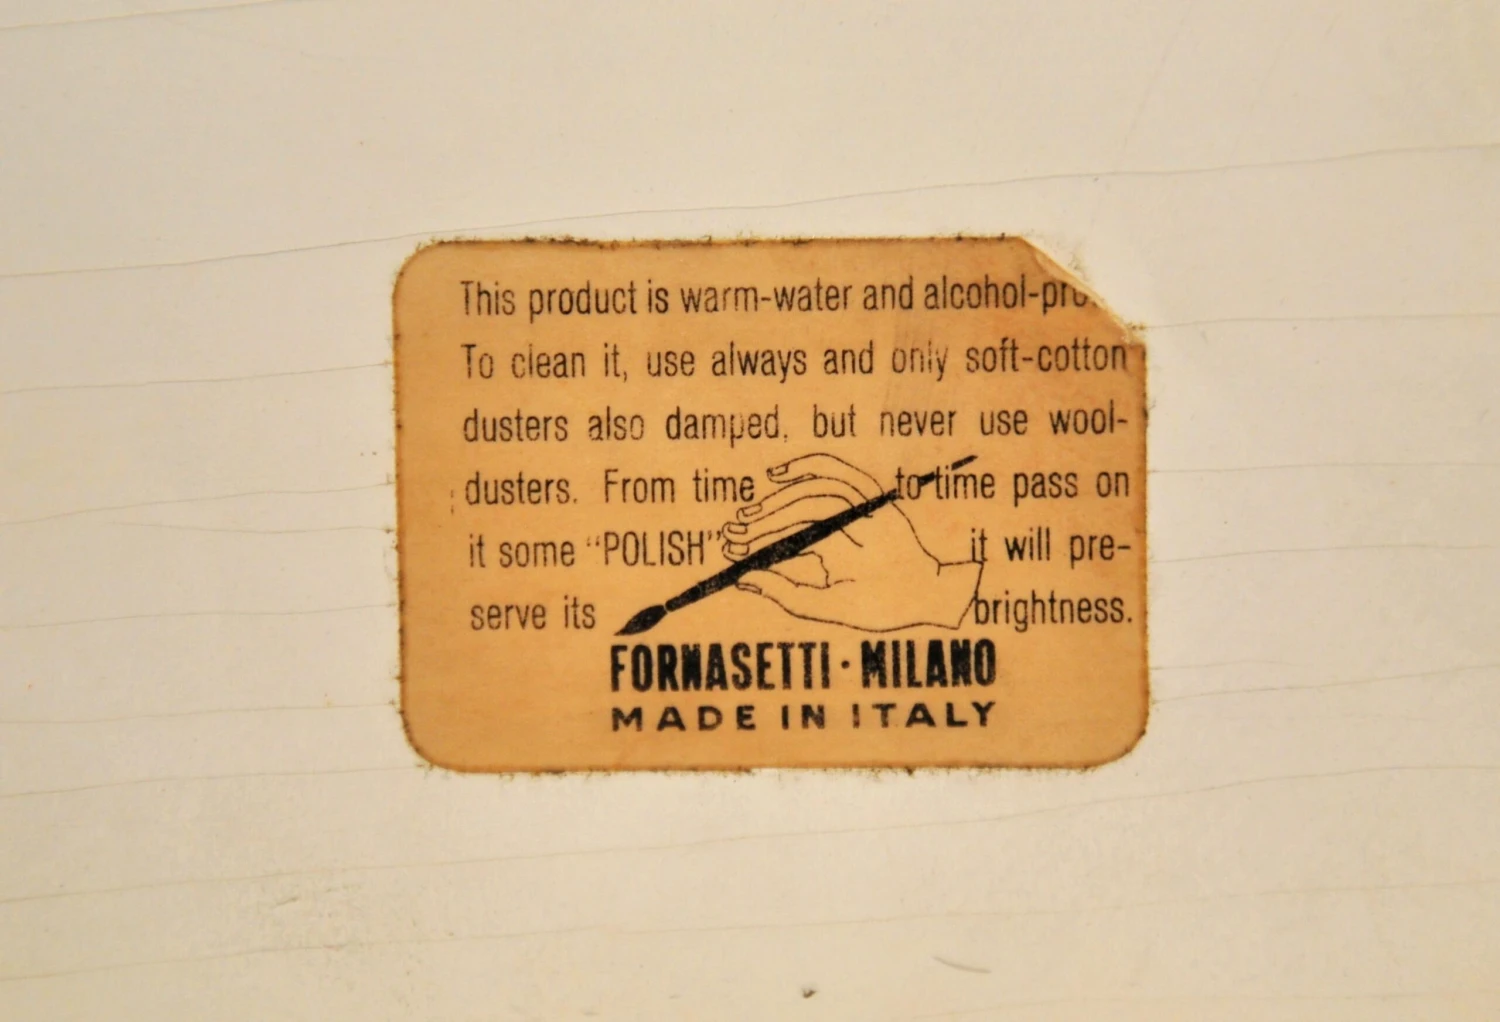 This product is warm-water and alcohol-
To clean it, use always and only soft-cotton
dusters also damped, but never use wool-
dusters. From time to time pass on
it some “POLISH” it will pre-
serve its brightness.
FORNASETTI · MILANO
MADE IN ITALY